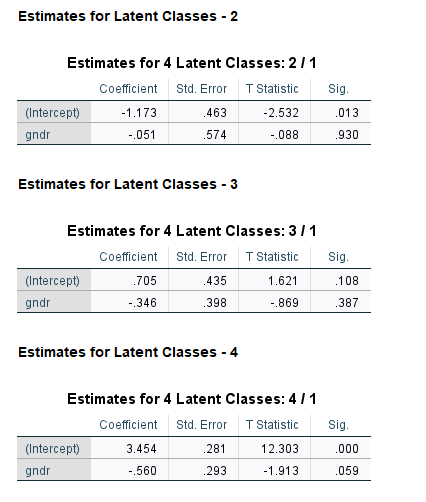 Estimates for Latent Classes - 2
Estimates for 4 Latent Classes: 2 / 1
Coefficient Std. Error T Statistic Sig.
(Intercept) -1.173 .463 -2.532 .013
gndr -.051 .574 -.088 .930
Estimates for Latent Classes - 3
Estimates for 4 Latent Classes: 3 / 1
Coefficient Std. Error T Statistic Sig.
(Intercept) .705 .435 1.621 .108
gndr -.346 .398 -.869 .387
Estimates for Latent Classes - 4
Estimates for 4 Latent Classes: 4 / 1
Coefficient Std. Error T Statistic Sig.
(Intercept) 3.454 .281 12.303 .000
gndr -.560 .293 -1.913 .059